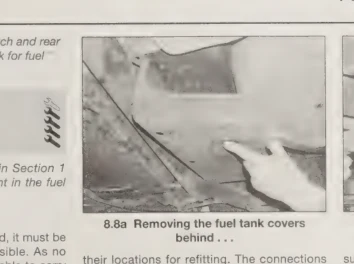 rch and rear
k for fuel
in Section 1
nt in the fuel
d, it must be
sible. As no
8.8a Removing the fuel tank covers
behind . . .
their locations for refitting. The connections
su